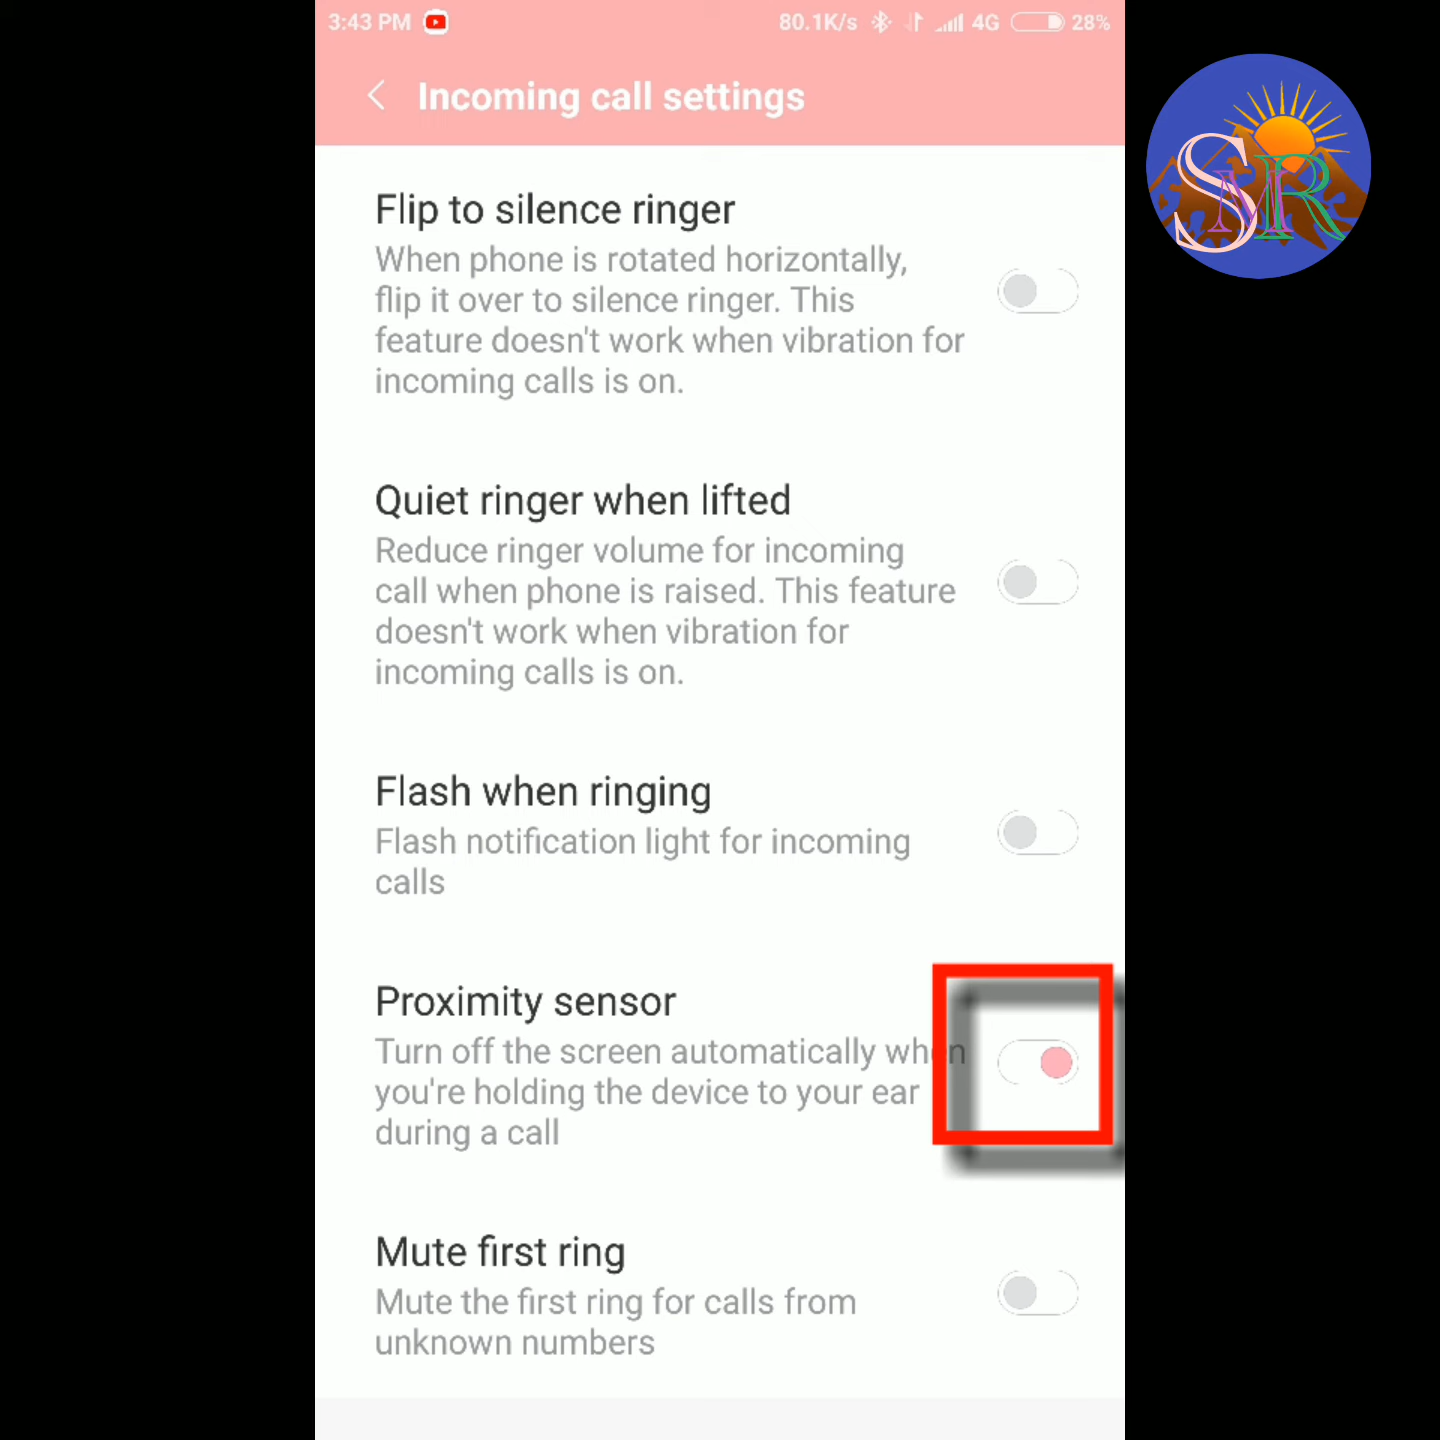 3:43 PM 80.1K/s 4G 28%
Incoming call settings
Flip to silence ringer
When phone is rotated horizontally,
flip it over to silence ringer. This
feature doesn't work when vibration for
incoming calls is on.
Quiet ringer when lifted
Reduce ringer volume for incoming
call when phone is raised. This feature
doesn't work when vibration for
incoming calls is on.
Flash when ringing
Flash notification light for incoming
calls
Proximity sensor
Turn off the screen automatically when
you're holding the device to your ear
during a call
Mute first ring
Mute the first ring for calls from
unknown numbers
SMR